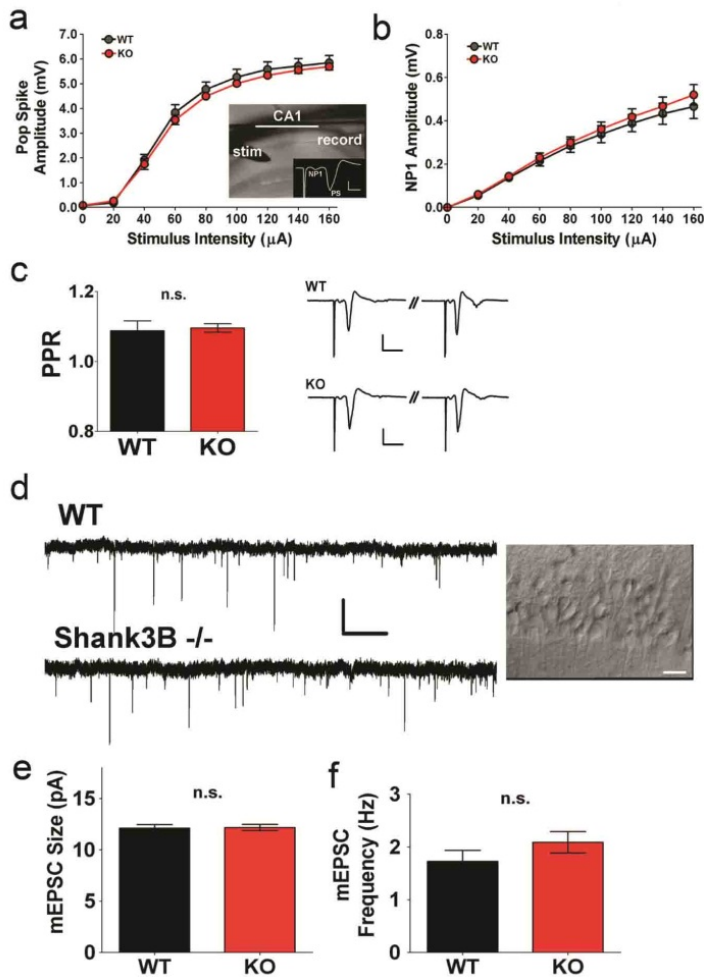 a
Pop Spike
Amplitude (mV)
7.0
6.0
5.0
4.0
3.0
2.0
1.0
0.0
WT
KO
CA1
stim
record
NP1
PS
0 20 40 60 80 100 120 140 160
Stimulus Intensity (µA)
b
NP1 Amplitude (mV)
0.8
0.6
0.4
0.2
0.0
WT
KO
0 20 40 60 80 100 120 140 160
Stimulus Intensity (µA)
c
PPR
1.2
1.0
0.8
n.s.
WT KO
WT
KO
d
WT
Shank3B -/-
e
mEPSC Size (pA)
15
10
5
0
n.s.
WT KO
f
mEPSC
Frequency (Hz)
3
2
1
0
n.s.
WT KO